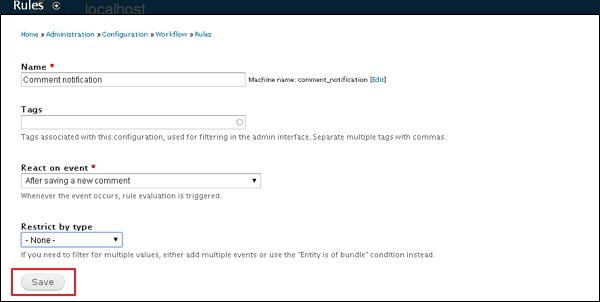 Rules
localhost
Home » Administration » Configuration » Workflow » Rules
Name *
Comment notification Machine name: comment_notification [Edit]
Tags
Tags associated with this configuration, used for filtering in the admin interface. Separate multiple tags with commas.
React on event *
After saving a new comment
Whenever the event occurs, rule evaluation is triggered.
Restrict by type
- None -
If you need to filter for multiple values, either add multiple events or use the "Entity is of bundle" condition instead.
Save